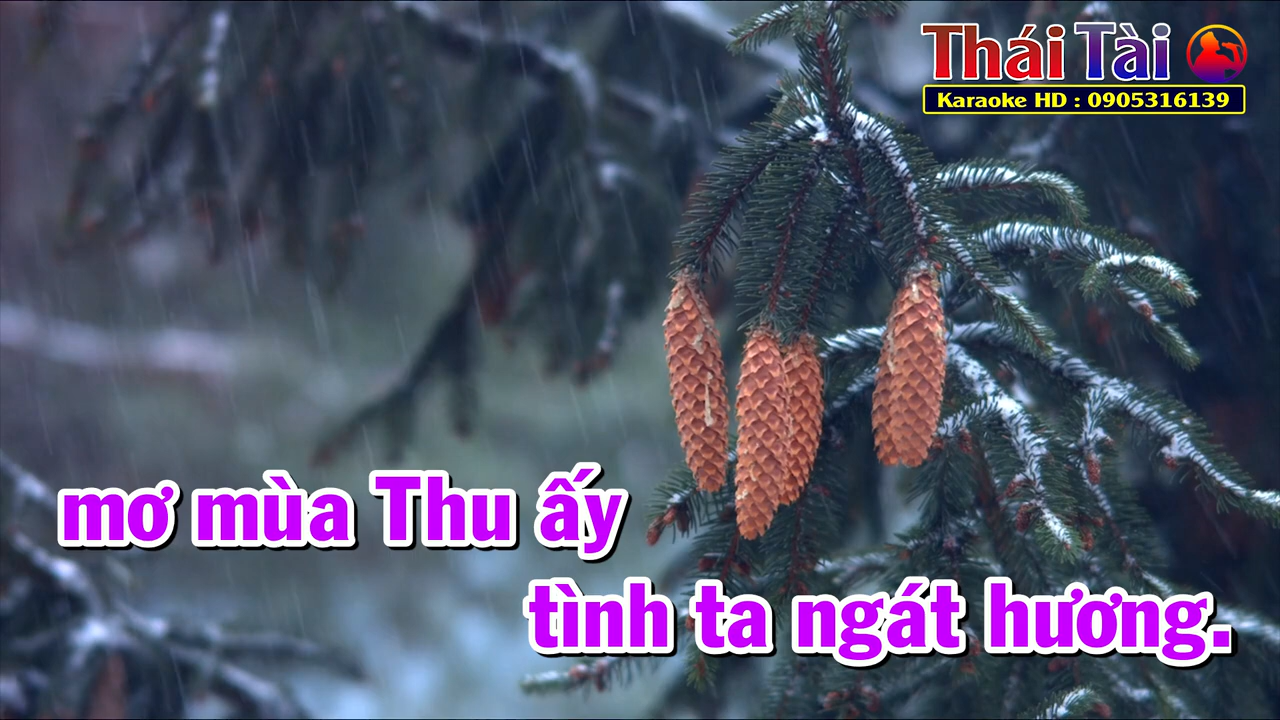 Thái Tài
Karaoke HD : 0905316139
mơ mùa Thu ấy
tình ta ngát hương.